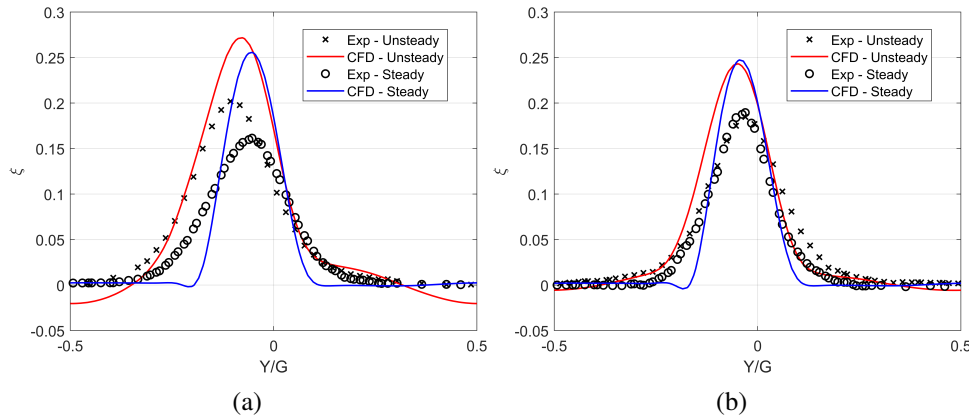 0.3
0.25
0.2
0.15
0.1
0.05
0
-0.05
ξ
-0.5
0
0.5
Y/G
Exp - Unsteady
CFD - Unsteady
Exp - Steady
CFD - Steady
(a)
0.3
0.25
0.2
0.15
0.1
0.05
0
-0.05
ξ
-0.5
0
0.5
Y/G
Exp - Unsteady
CFD - Unsteady
Exp - Steady
CFD - Steady
(b)